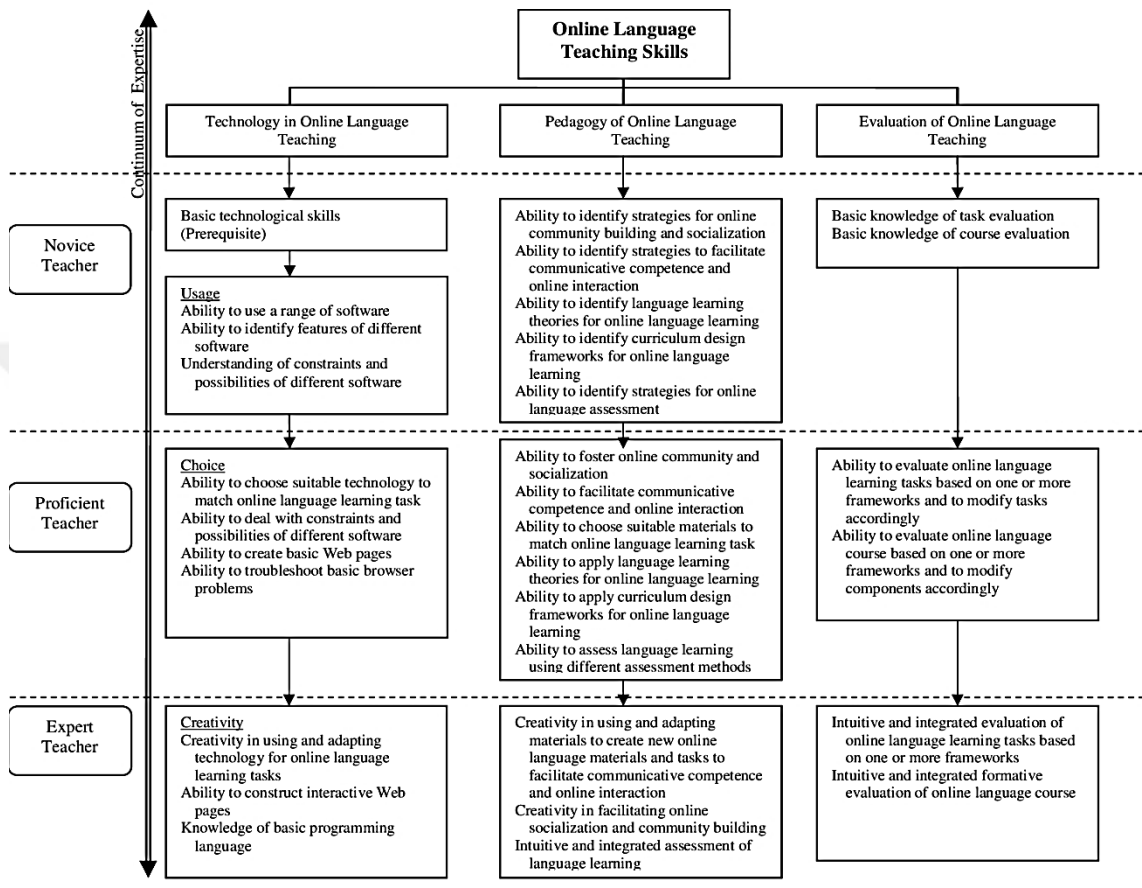 Online Language
Teaching Skills
Continuum of Expertise
Technology in Online Language
Teaching
Pedagogy of Online Language
Teaching
Evaluation of Online Language
Teaching
Novice
Teacher
Basic technological skills
(Prerequisite)
Usage
Ability to use a range of software
Ability to identify features of different
software
Understanding of constraints and
possibilities of different software
Ability to identify strategies for online
community building and socialization
Ability to identify strategies to facilitate
communicative competence and
online interaction
Ability to identify language learning
theories for online language learning
Ability to identify curriculum design
frameworks for online language
learning
Ability to identify strategies for online
language assessment
Basic knowledge of task evaluation
Basic knowledge of course evaluation
Proficient
Teacher
Choice
Ability to choose suitable technology to
match online language learning task
Ability to deal with constraints and
possibilities of different software
Ability to create basic Web pages
Ability to troubleshoot basic browser
problems
Ability to foster online community and
socialization
Ability to facilitate communicative
competence and online interaction
Ability to choose suitable materials to
match online language learning task
Ability to apply language learning
theories for online language learning
Ability to apply curriculum design
frameworks for online language
learning
Ability to assess language learning
using different assessment methods
Ability to evaluate online language
learning tasks based on one or more
frameworks and to modify tasks
accordingly
Ability to evaluate online language
course based on one or more
frameworks and to modify
components accordingly
Expert
Teacher
Creativity
Creativity in using and adapting
technology for online language
learning tasks
Ability to construct interactive Web
pages
Knowledge of basic programming
language
Creativity in using and adapting
materials to create new online
language materials and tasks to
facilitate communicative competence
and online interaction
Creativity in facilitating online
socialization and community building
Intuitive and integrated assessment of
language learning
Intuitive and integrated evaluation of
online language learning tasks based
on one or more frameworks
Intuitive and integrated formative
evaluation of online language course